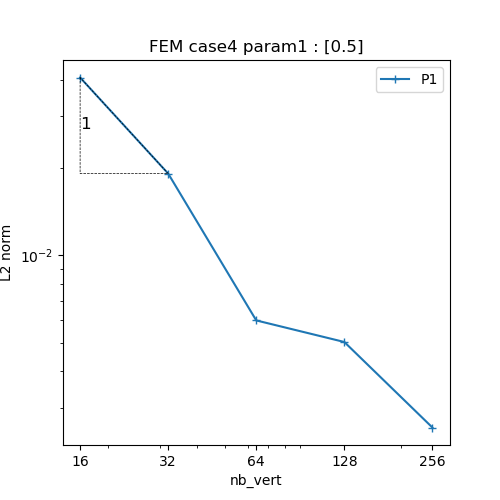 FEM case4 param1 : [0.5]
P1
1
10⁻²
L2 norm
16 32 64 128 256
nb_vert